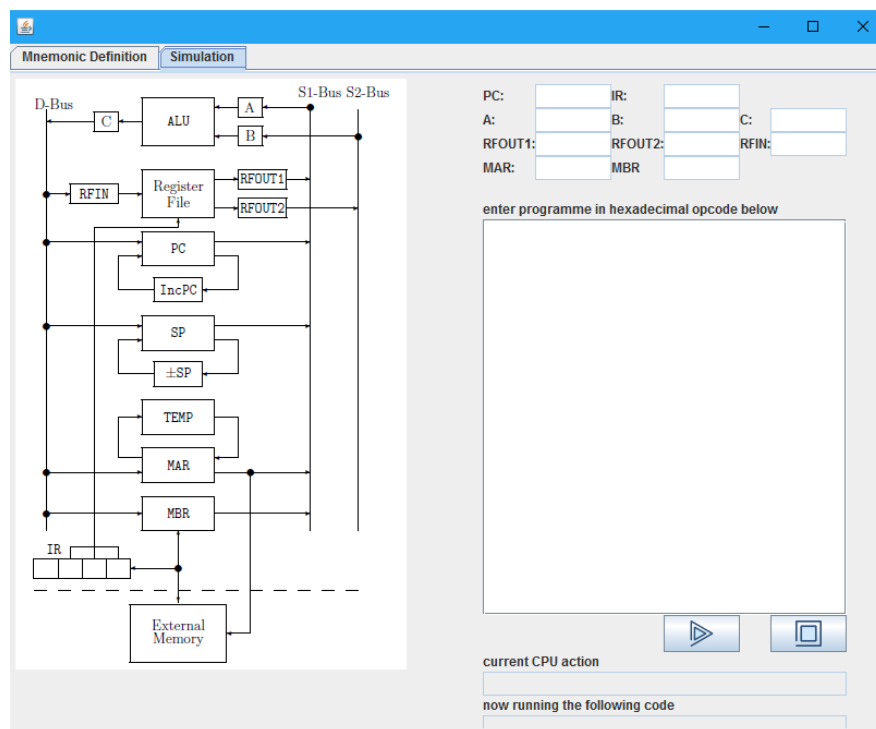 Mnemonic Definition
Simulation
D-Bus
S1-Bus S2-Bus
C
ALU
A
B
RFIN
Register
File
RFOUT1
RFOUT2
PC
IncPC
SP
±SP
TEMP
MAR
MBR
IR
External
Memory
PC:
IR:
A:
B:
C:
RFOUT1:
RFOUT2:
RFIN:
MAR:
MBR
enter programme in hexadecimal opcode below
current CPU action
now running the following code